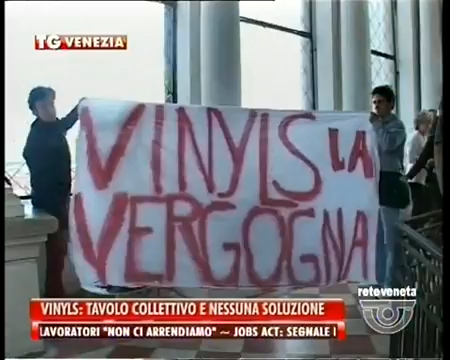 TG VENEZIA
VINYLS LA
VERGOGNA
VINYLS: TAVOLO COLLETTIVO E NESSUNA SOLUZIONE
LAVORATORI "NON CI ARRENDIAMO" ~ JOBS ACT: SEGNALE I
reteveneta